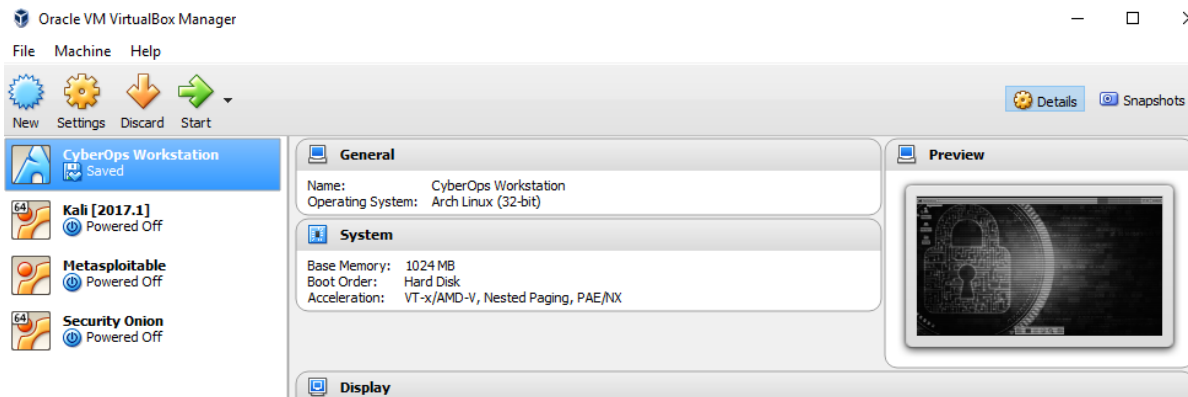 Oracle VM VirtualBox Manager
File Machine Help
New Settings Discard Start
Details Snapshots
CyberOps Workstation
Saved
64
Kali [2017.1]
Powered Off
Metasploitable
Powered Off
64
Security Onion
Powered Off
General
Name: CyberOps Workstation
Operating System: Arch Linux (32-bit)
System
Base Memory: 1024 MB
Boot Order: Hard Disk
Acceleration: VT-x/AMD-V, Nested Paging, PAE/NX
Display
Preview